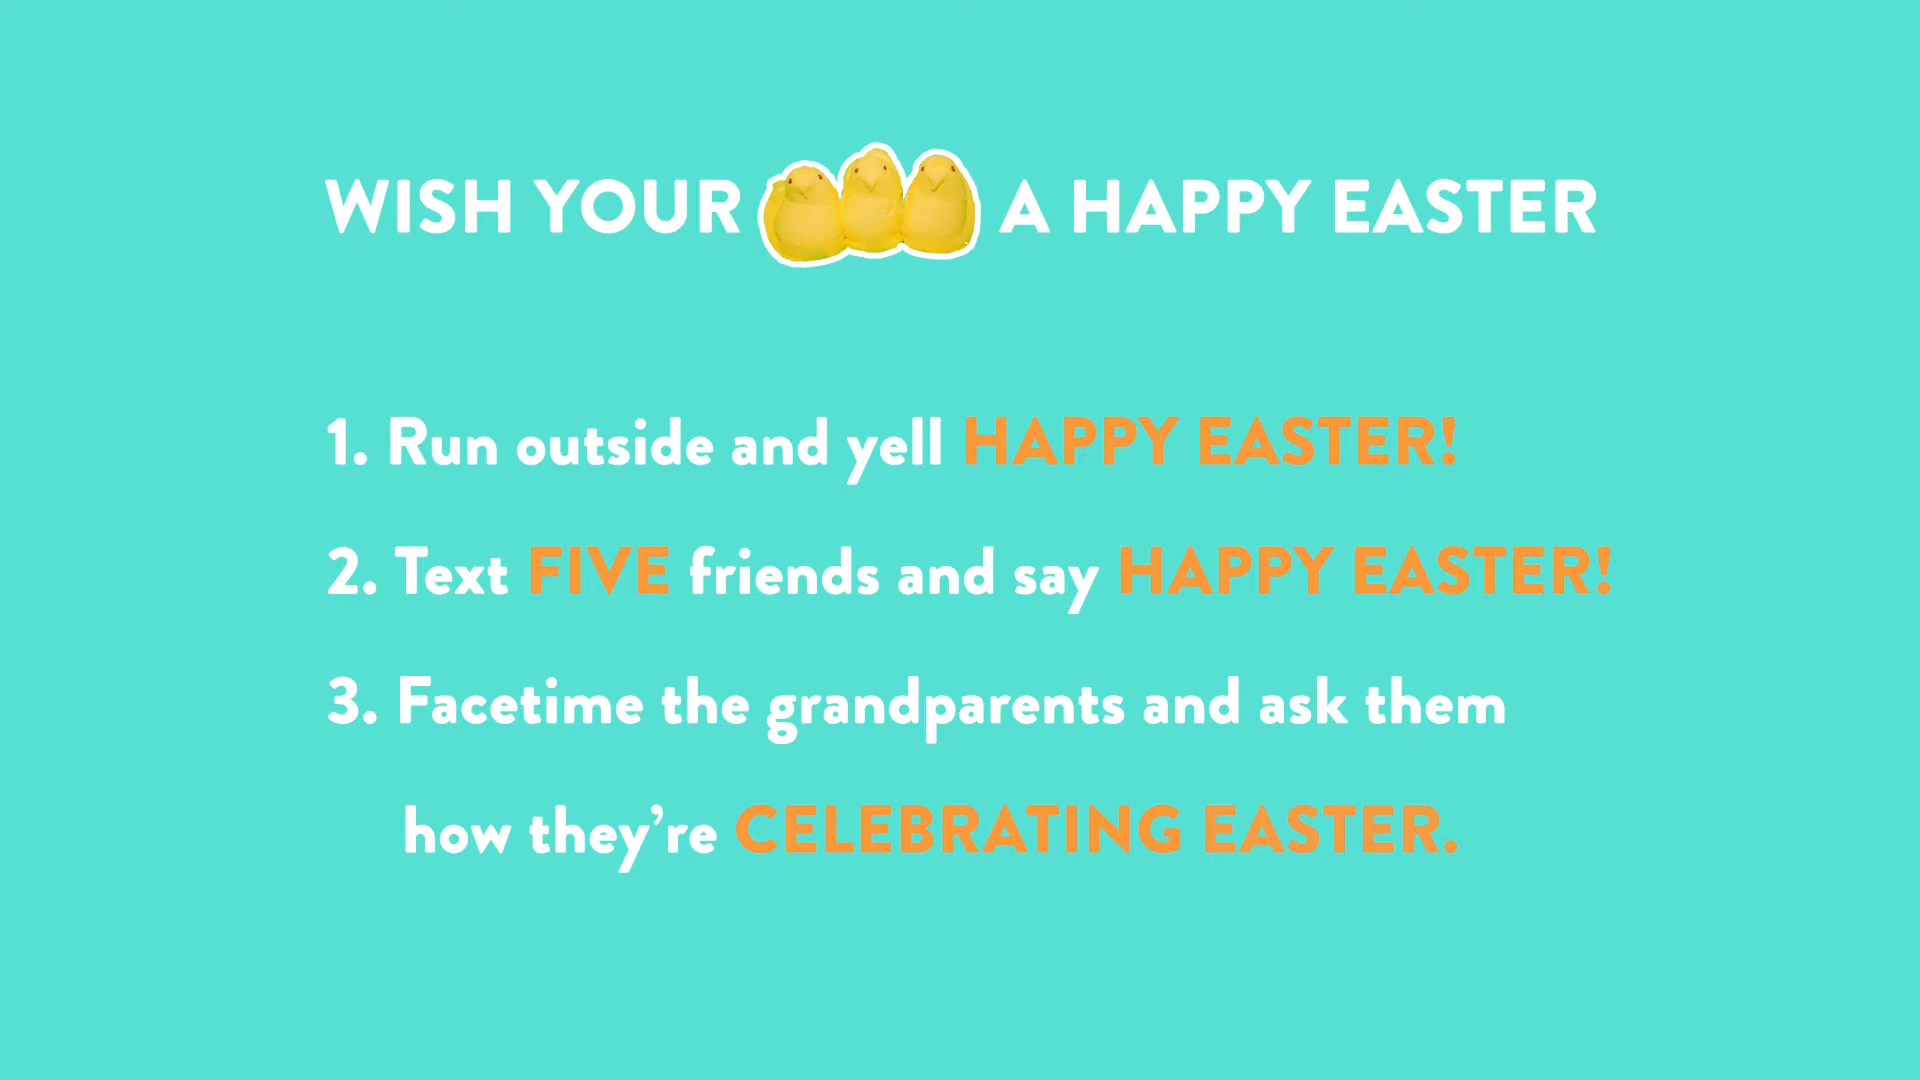 WISH YOUR A HAPPY EASTER
1. Run outside and yell HAPPY EASTER!
2. Text FIVE friends and say HAPPY EASTER!
3. Facetime the grandparents and ask them
how they’re CELEBRATING EASTER.